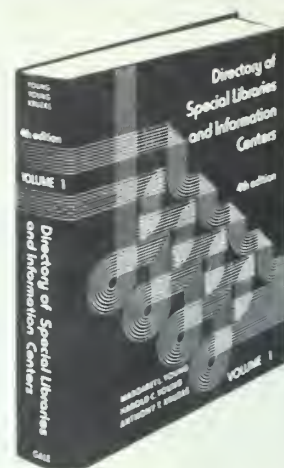 YOUNG
YOUNG
KRUZAS
4th edition
VOLUME 1
Directory of Special Libraries
and Information Centers
GALE
Directory of
Special Libraries
and Information
Centers
4th edition
MARGARET L. YOUNG
HAROLD C. YOUNG
ANTHONY T. KRUZAS
VOLUME 1